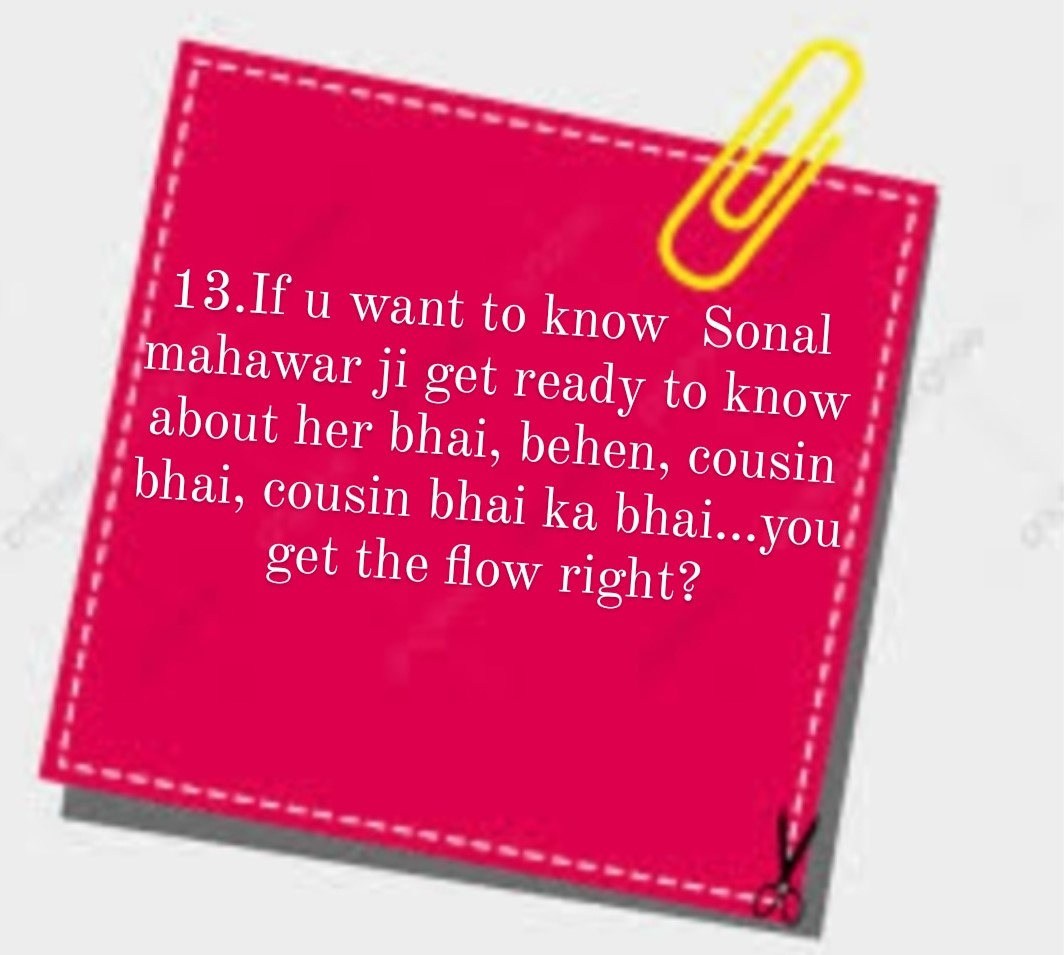 13.If u want to know  Sonal
mahawar ji get ready to know
about her bhai, behen, cousin
bhai, cousin bhai ka bhai...you
get the flow right?